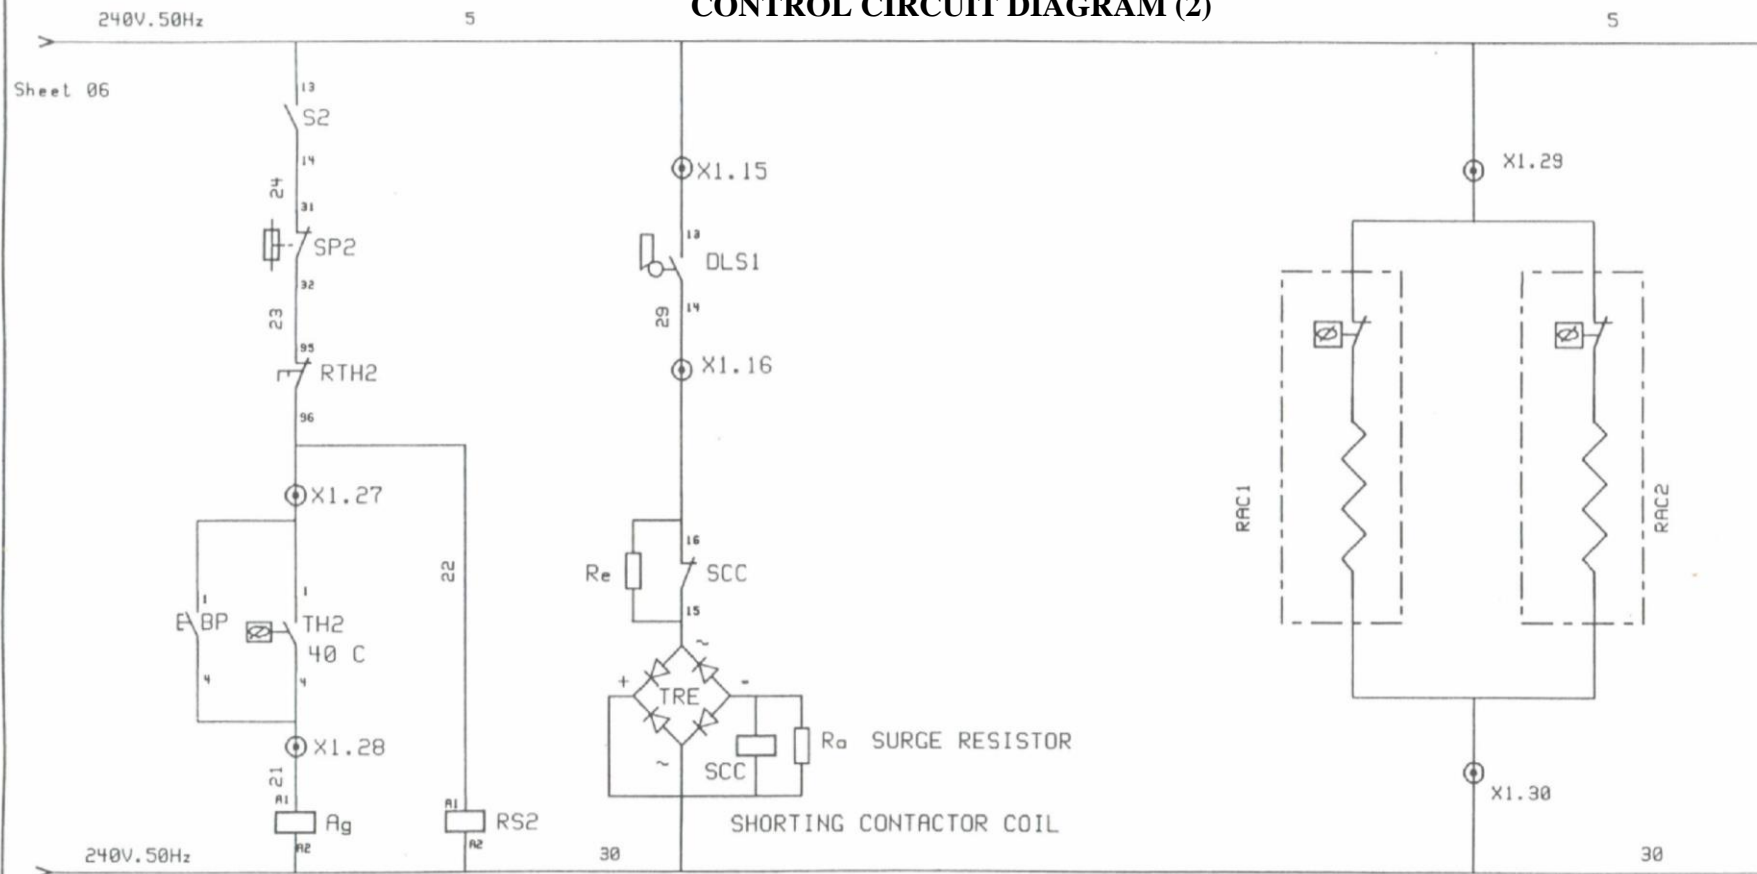 CONTROL CIRCUIT DIAGRAM (2)
240V.50Hz
5
5
Sheet 06
13
S2
14
24
31
SP2
32
23
95
RTH2
96
X1.27
22
1
BP
4
1
TH2
40 C
4
X1.28
21
A1
Ag
A2
A1
RS2
A2
240V.50Hz
30
X1.15
13
DLS1
14
29
X1.16
16
Re
SCC
15
~
+
TRE
-
~
SCC
Ra SURGE RESISTOR
SHORTING CONTACTOR COIL
X1.29
RAC1
RAC2
X1.30
30